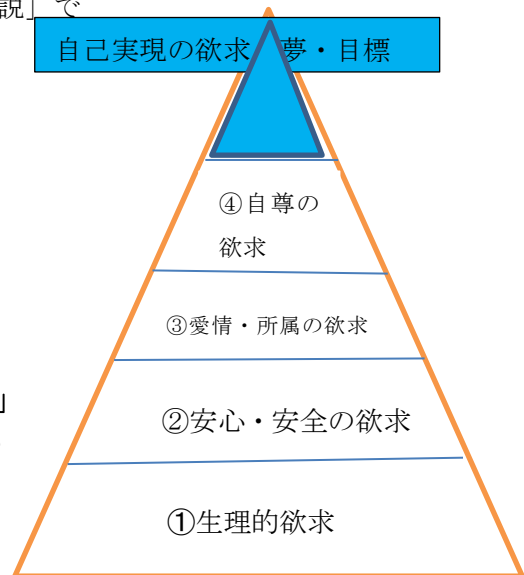 説」で
自己実現の欲求 夢・目標
④自尊の
欲求
③愛情・所属の欲求
②安心・安全の欲求
」
①生理的欲求